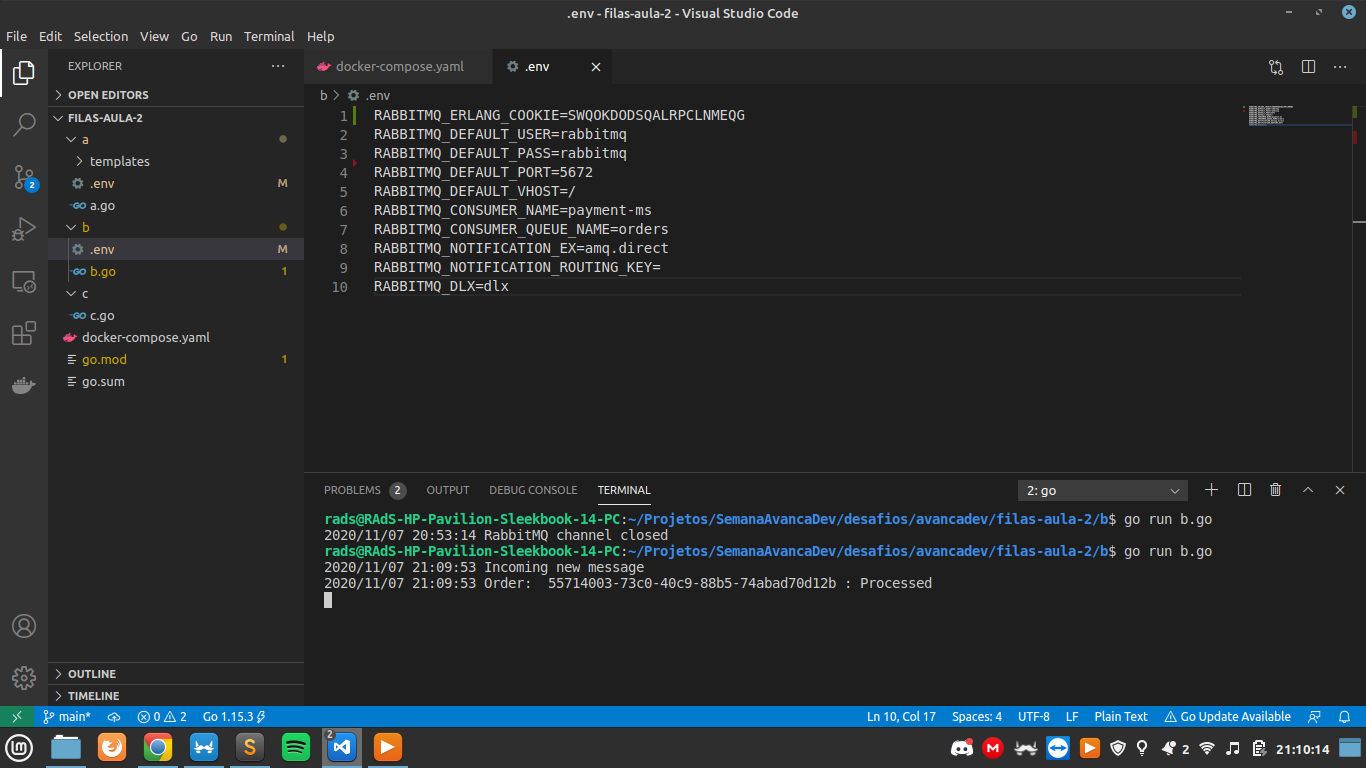 .env - filas-aula-2 - Visual Studio Code
File Edit Selection View Go Run Terminal Help
EXPLORER
OPEN EDITORS
FILAS-AULA-2
a
templates
.env M
a.go
b
.env M
b.go 1
c
c.go
docker-compose.yaml
go.mod 1
go.sum
OUTLINE
TIMELINE
2
docker-compose.yaml .env
b > .env
1 RABBITMQ_ERLANG_COOKIE=SWQOKDODSQALRPCLNMEQG
2 RABBITMQ_DEFAULT_USER=rabbitmq
3 RABBITMQ_DEFAULT_PASS=rabbitmq
4 RABBITMQ_DEFAULT_PORT=5672
5 RABBITMQ_DEFAULT_VHOST=/
6 RABBITMQ_CONSUMER_NAME=payment-ms
7 RABBITMQ_CONSUMER_QUEUE_NAME=orders
8 RABBITMQ_NOTIFICATION_EX=amq.direct
9 RABBITMQ_NOTIFICATION_ROUTING_KEY=
10 RABBITMQ_DLX=dlx
PROBLEMS 2 OUTPUT DEBUG CONSOLE TERMINAL 2: go
rads@RAdS-HP-Pavilion-Sleekbook-14-PC:~/Projetos/SemanaAvancaDev/desafios/avancadev/filas-aula-2/b$ go run b.go
2020/11/07 20:53:14 RabbitMQ channel closed
rads@RAdS-HP-Pavilion-Sleekbook-14-PC:~/Projetos/SemanaAvancaDev/desafios/avancadev/filas-aula-2/b$ go run b.go
2020/11/07 21:09:53 Incoming new message
2020/11/07 21:09:53 Order:  55714003-73c0-40c9-88b5-74abad70d12b : Processed
main* 0 2 Go 1.15.3 Ln 10, Col 17 Spaces: 4 UTF-8 LF Plain Text Go Update Available
S 2 M 2 21:10:14